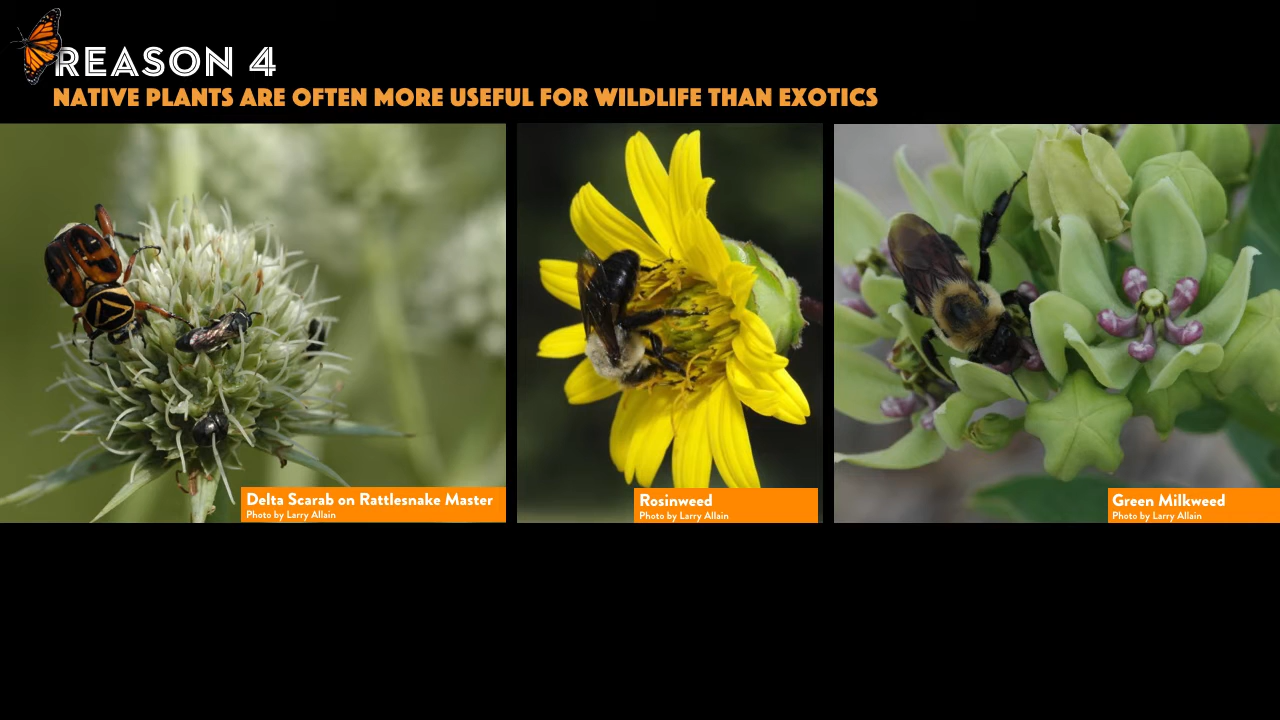 REASON 4
NATIVE PLANTS ARE OFTEN MORE USEFUL FOR WILDLIFE THAN EXOTICS
Delta Scarab on Rattlesnake Master
Photo by Larry Allain
Rosinweed
Photo by Larry Allain
Green Milkweed
Photo by Larry Allain